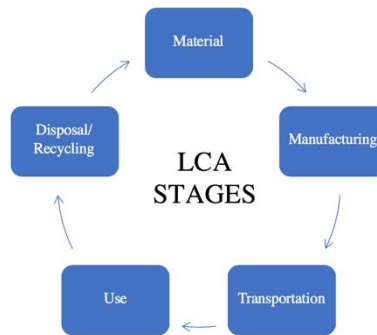 Material
Manufacturing
Transportation
Use
Disposal/
Recycling
LCA
STAGES